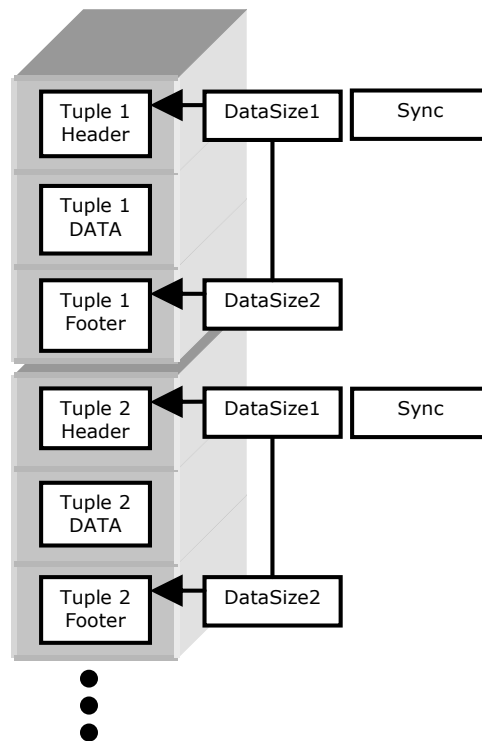 Tuple 1
Header
DataSize1
Sync
Tuple 1
DATA
Tuple 1
Footer
DataSize2
Tuple 2
Header
DataSize1
Sync
Tuple 2
DATA
Tuple 2
Footer
DataSize2